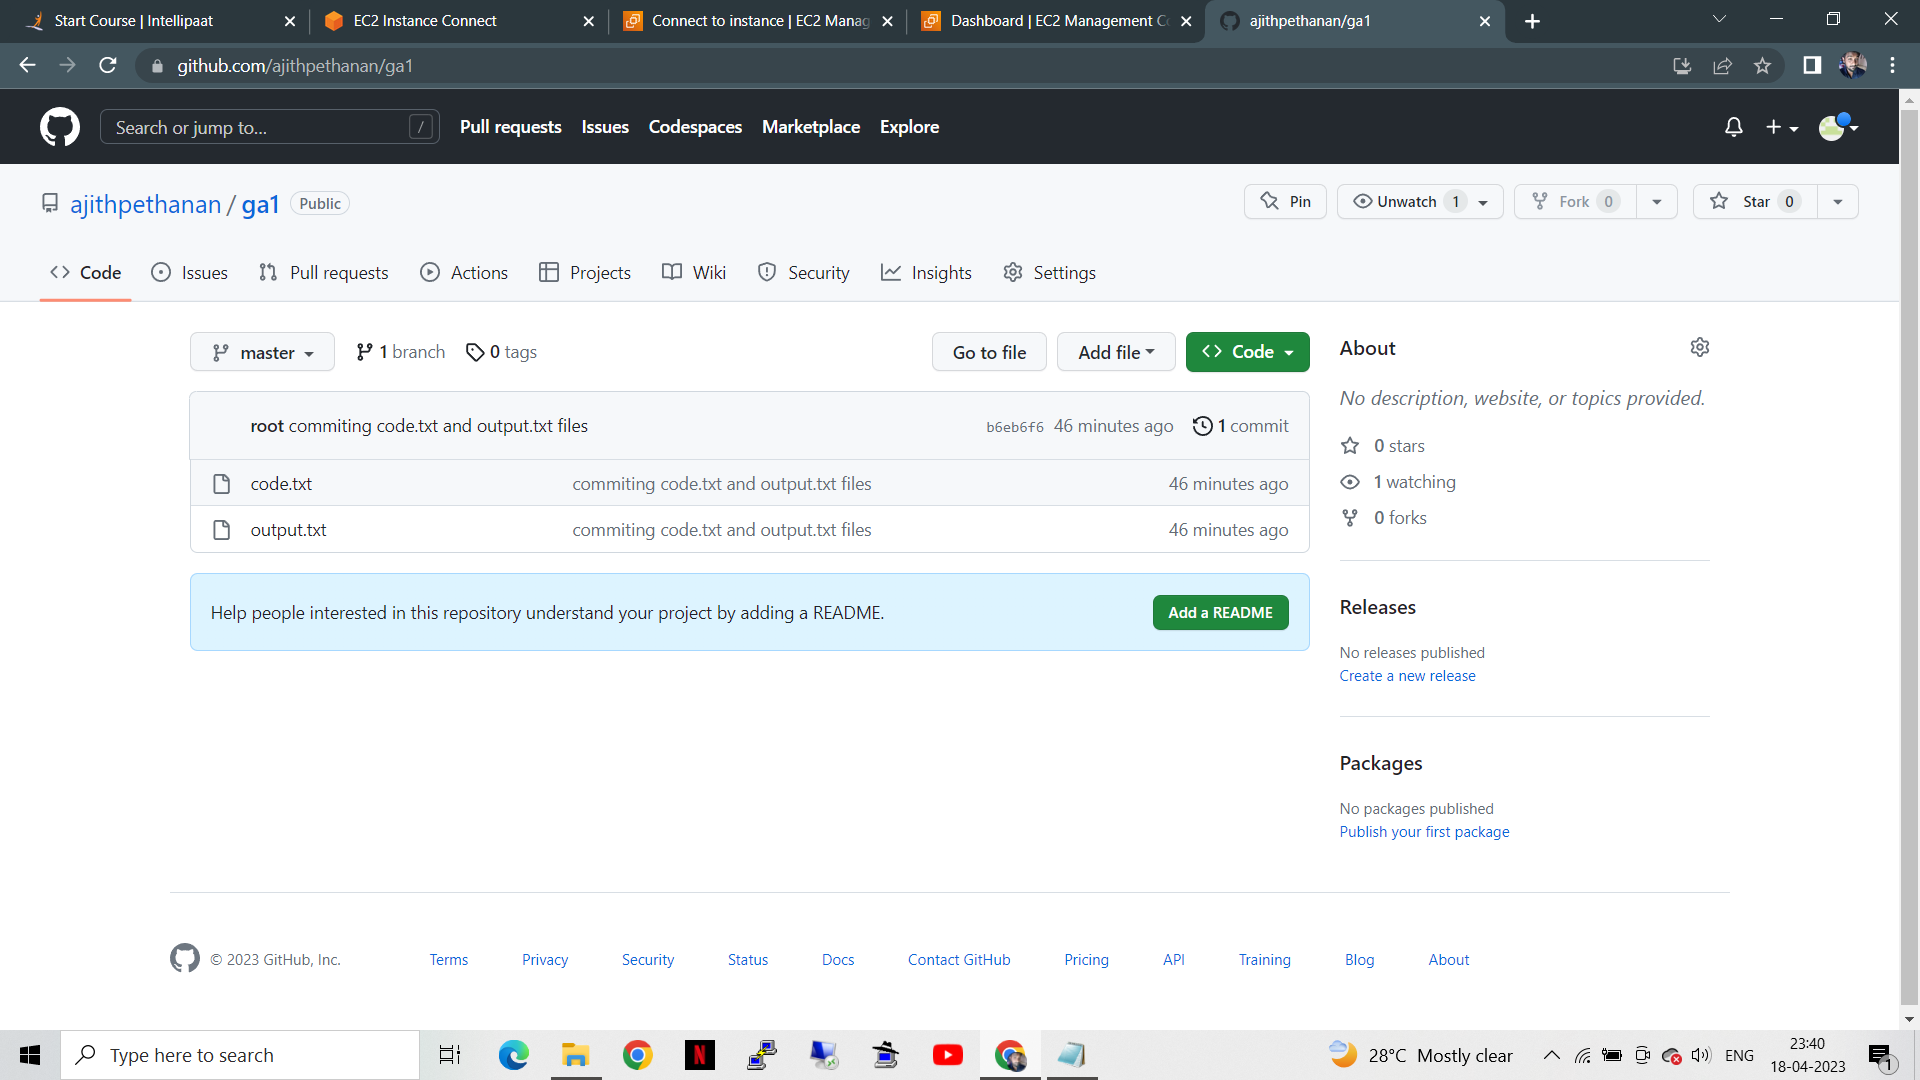 Start Course | Intellipaat
EC2 Instance Connect
Connect to instance | EC2 Manag
Dashboard | EC2 Management Co
ajithpethanan/ga1
github.com/ajithpethanan/ga1
Search or jump to... /
Pull requests Issues Codespaces Marketplace Explore
ajithpethanan / ga1 Public
Pin Unwatch 1 Fork 0 Star 0
Code Issues Pull requests Actions Projects Wiki Security Insights Settings
master 1 branch 0 tags Go to file Add file Code
root commiting code.txt and output.txt files b6eb6f6 46 minutes ago 1 commit
code.txt commiting code.txt and output.txt files 46 minutes ago
output.txt commiting code.txt and output.txt files 46 minutes ago
Help people interested in this repository understand your project by adding a README. Add a README
About
No description, website, or topics provided.
0 stars
1 watching
0 forks
Releases
No releases published
Create a new release
Packages
No packages published
Publish your first package
© 2023 GitHub, Inc. Terms Privacy Security Status Docs Contact GitHub Pricing API Training Blog About
Type here to search
N
28°C Mostly clear
ENG
23:40
18-04-2023
1